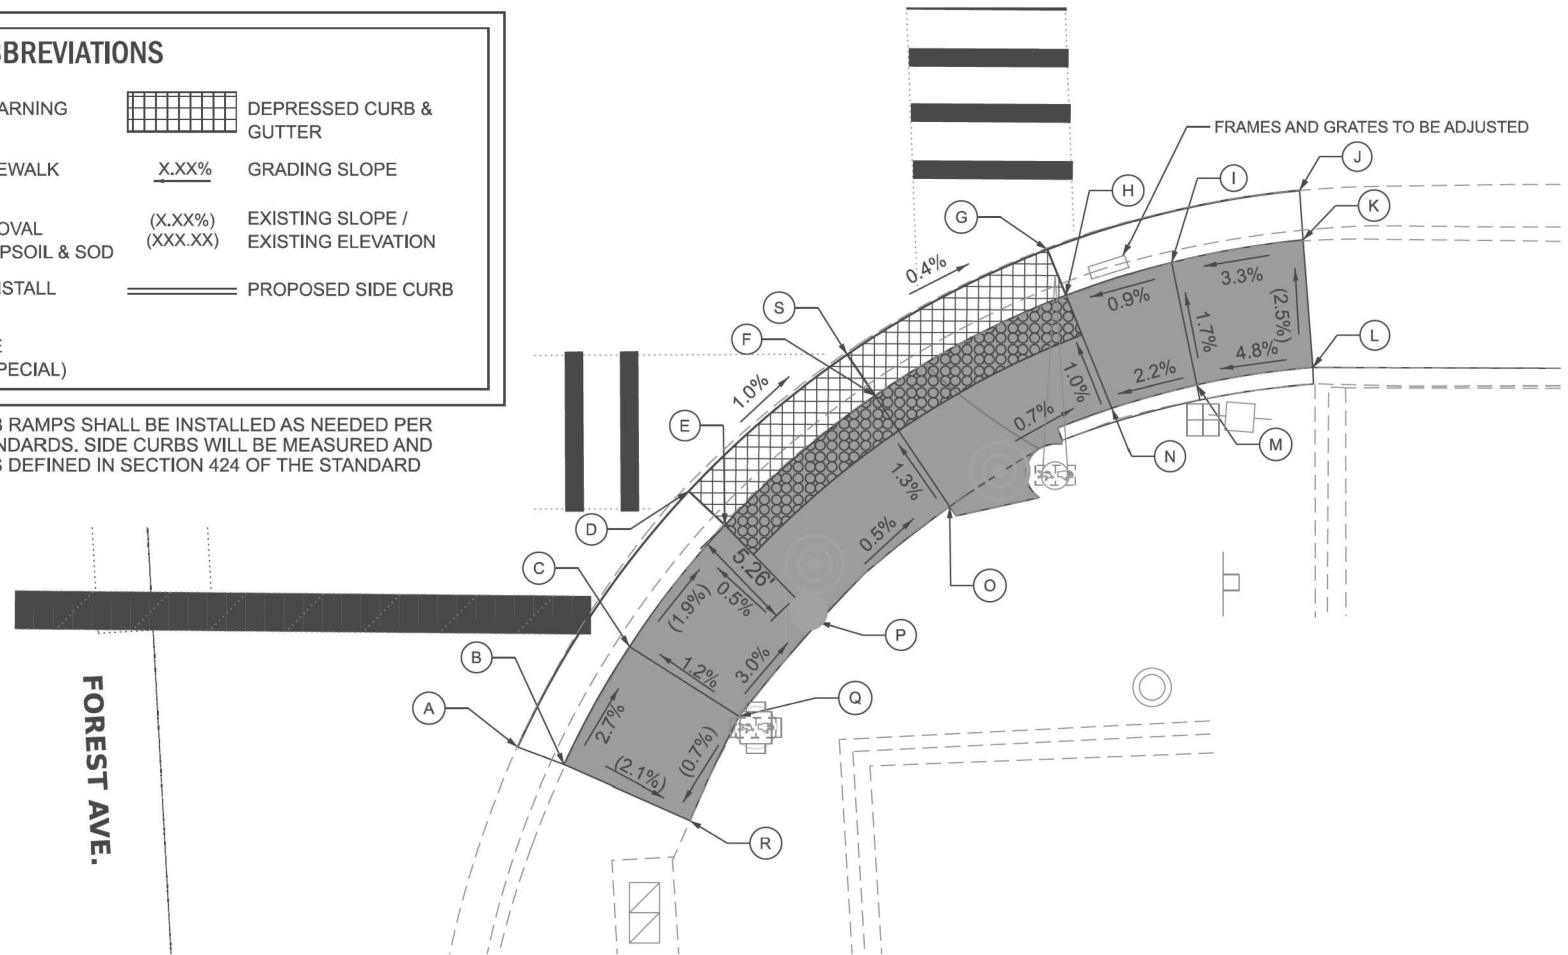 BBREVIATIONS
ARNING
DEPRESSED CURB &
GUTTER
EWALK
X.XX%
GRADING SLOPE
OVAL
PSOIL & SOD
(X.XX%)
(XXX.XX)
EXISTING SLOPE /
EXISTING ELEVATION
STALL
PROPOSED SIDE CURB
E
PECIAL)
B RAMPS SHALL BE INSTALLED AS NEEDED PER
NDARDS. SIDE CURBS WILL BE MEASURED AND
S DEFINED IN SECTION 424 OF THE STANDARD
FRAMES AND GRATES TO BE ADJUSTED
J
I
H
K
G
0.4%
3.3%
0.9%
(2.5%)
S
1.7%
F
L
4.8%
1.0%
2.2%
1.0%
0.7%
E
M
N
1.3%
D
0.5%
C
5.26'
O
0.5%
(1.9%)
P
B
1.2%
3.0%
A
Q
2.7%
(0.7%)
(2.1%)
R
FOREST AVE.